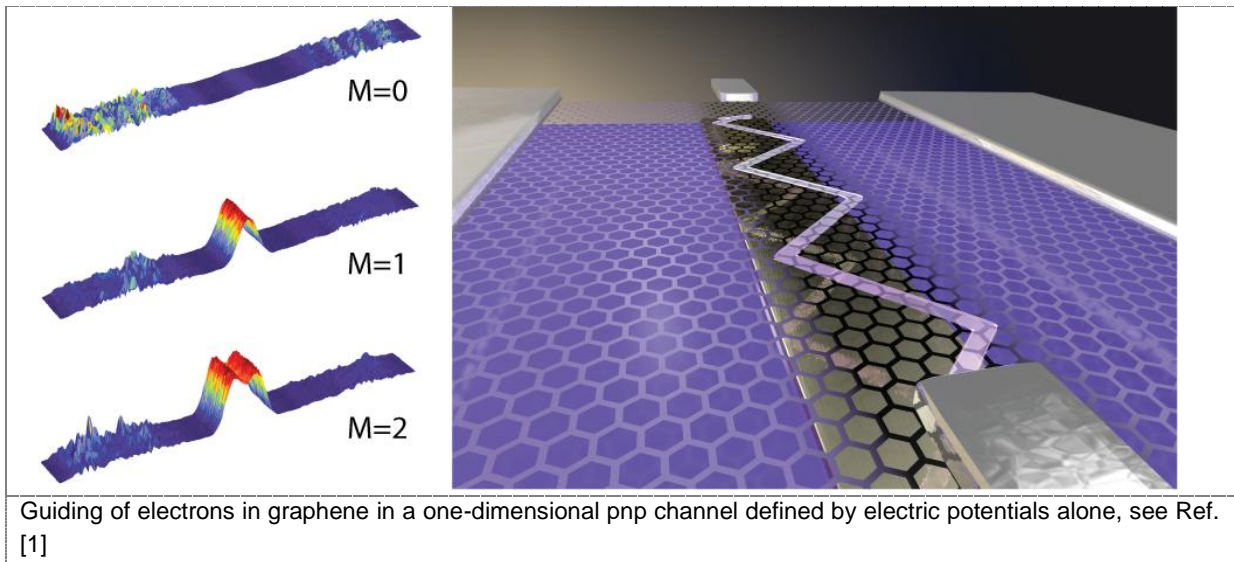 M=0
M=1
M=2
Guiding of electrons in graphene in a one-dimensional pnp channel defined by electric potentials alone, see Ref.
[1]